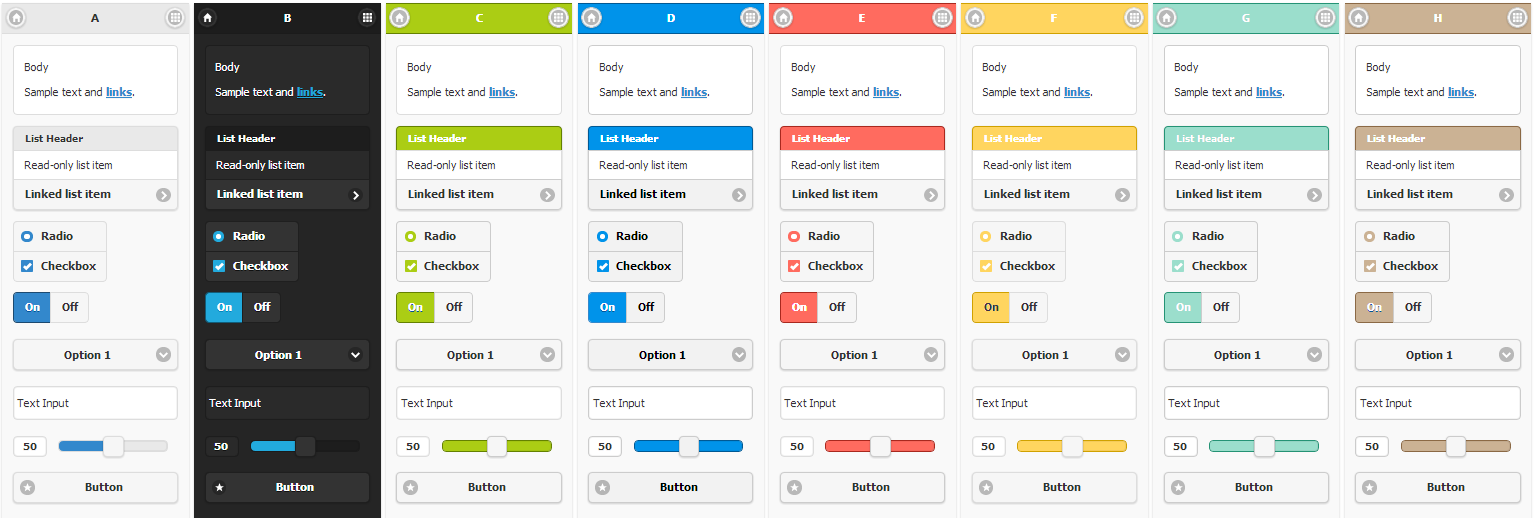 A
Body
Sample text and links.
List Header
Read-only list item
Linked list item
Radio
Checkbox
On Off
Option 1
Text Input
50
Button
B
Body
Sample text and links.
List Header
Read-only list item
Linked list item
Radio
Checkbox
On Off
Option 1
Text Input
50
Button
C
Body
Sample text and links.
List Header
Read-only list item
Linked list item
Radio
Checkbox
On Off
Option 1
Text Input
50
Button
D
Body
Sample text and links.
List Header
Read-only list item
Linked list item
Radio
Checkbox
On Off
Option 1
Text Input
50
Button
E
Body
Sample text and links.
List Header
Read-only list item
Linked list item
Radio
Checkbox
On Off
Option 1
Text Input
50
Button
F
Body
Sample text and links.
List Header
Read-only list item
Linked list item
Radio
Checkbox
On Off
Option 1
Text Input
50
Button
G
Body
Sample text and links.
List Header
Read-only list item
Linked list item
Radio
Checkbox
On Off
Option 1
Text Input
50
Button
H
Body
Sample text and links.
List Header
Read-only list item
Linked list item
Radio
Checkbox
On Off
Option 1
Text Input
50
Button